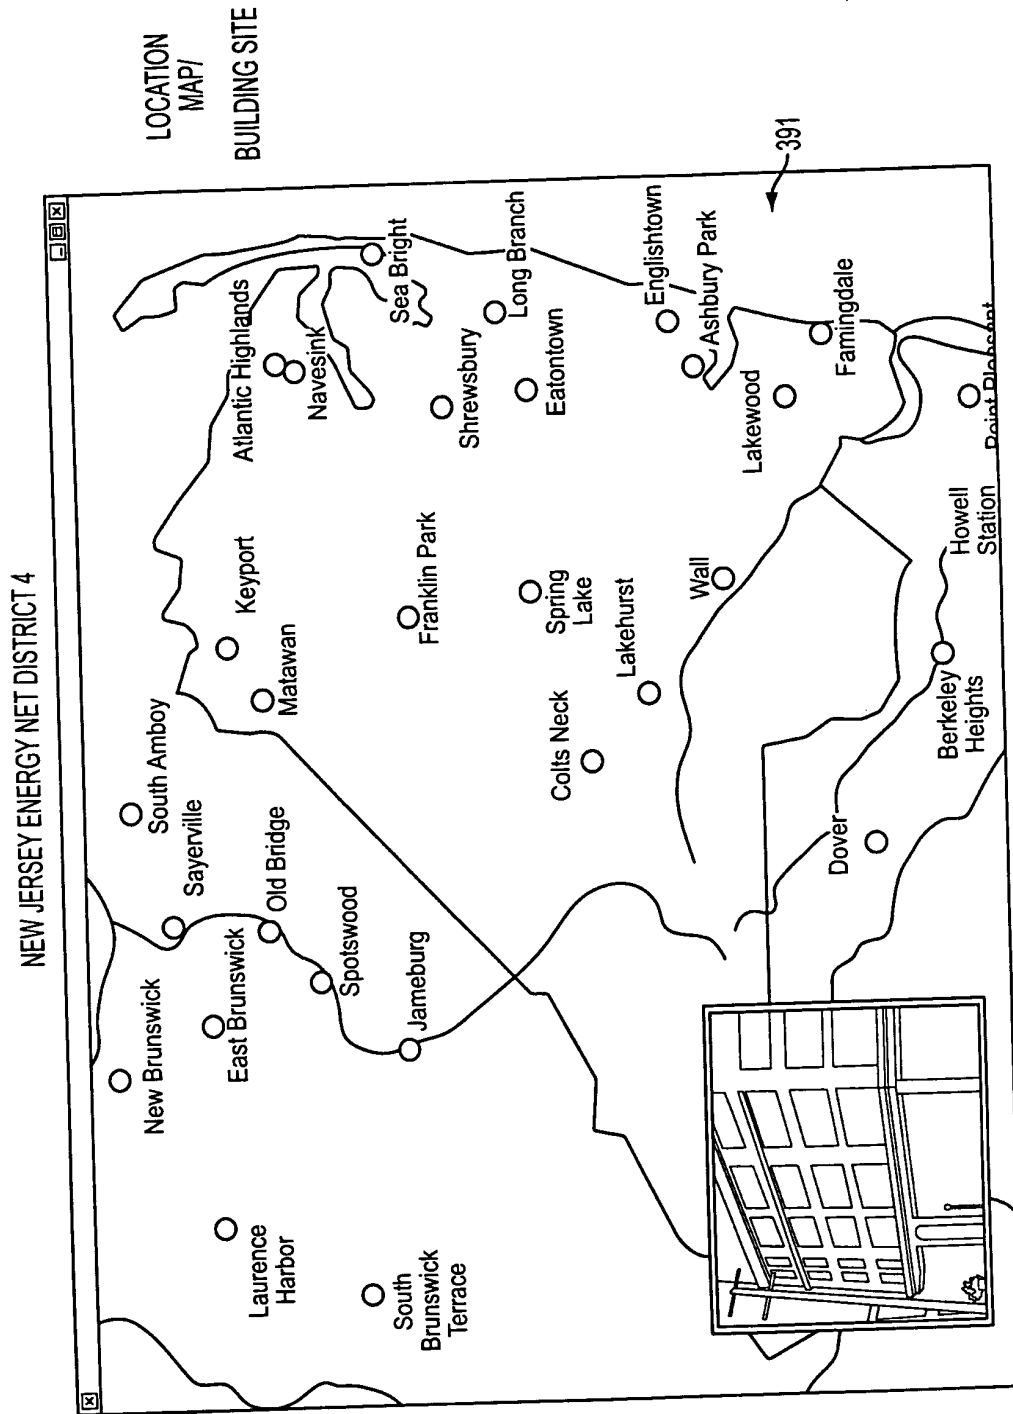 NEW JERSEY ENERGY NET DISTRICT 4
LOCATION
MAP/
BUILDING SITE
391
New Brunswick
South Amboy
Sayerville
East Brunswick
Old Bridge
Spotswood
Jameburg
Laurence
Harbor
South
Brunswick
Terrace
Keyport
Matawan
Atlantic Highlands
Navesink
Sea Bright
Franklin Park
Shrewsbury
Long Branch
Eatontown
Spring
Lake
Colts Neck
Lakehurst
Wall
Englishtown
Ashbury Park
Lakewood
Famingdale
Dover
Berkeley
Heights
Howell
Station
Point Pleasant